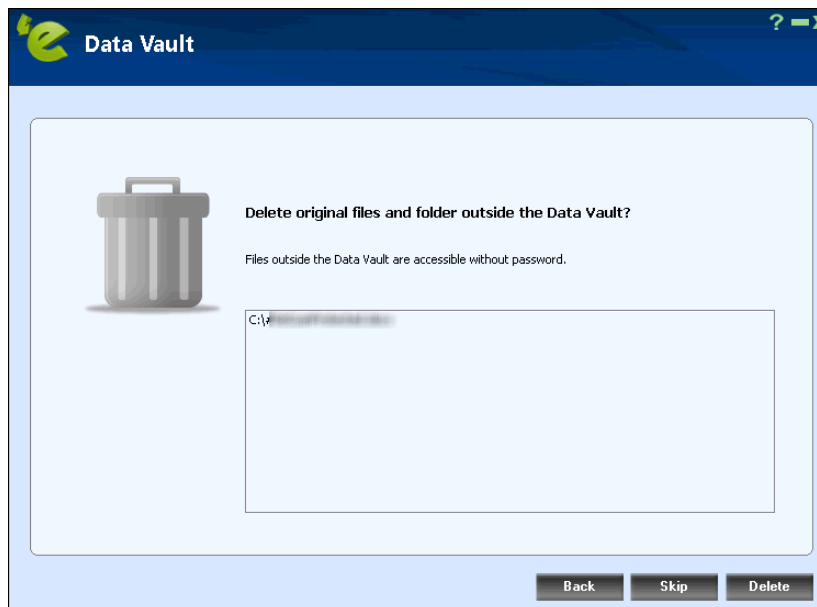 Data Vault
Delete original files and folder outside the Data Vault?
Files outside the Data Vault are accessible without password.
C:\
Back Skip Delete